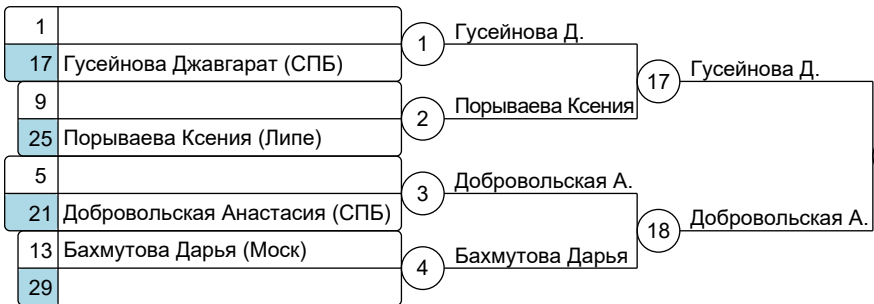 1
17 Гусейнова Джавгарат (СПБ)
9
25 Порываева Ксения (Липе)
5
21 Добровольская Анастасия (СПБ)
13 Бахмутова Дарья (Моск)
29
1 Гусейнова Д.
2 Порываева Ксения
3 Добровольская А.
4 Бахмутова Дарья
17 Гусейнова Д.
18 Добровольская А.